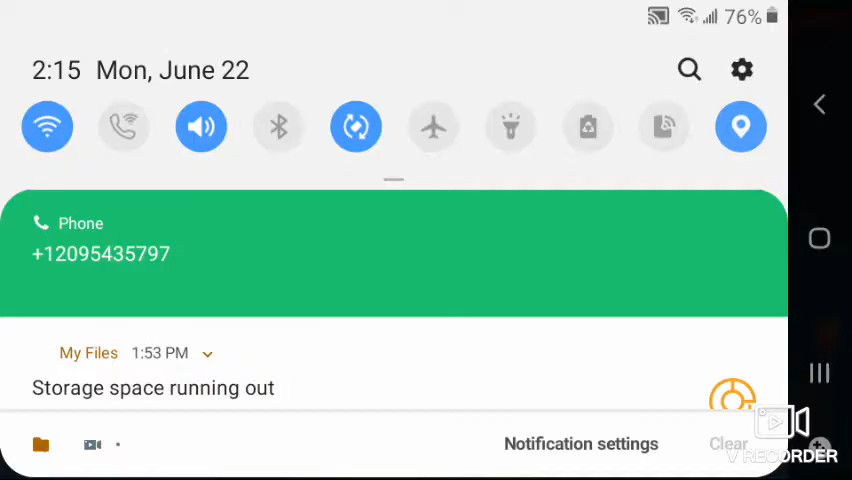 76%
2:15 Mon, June 22
Phone
+12095435797
My Files 1:53 PM
Storage space running out
Notification settings Clear
V RECORDER